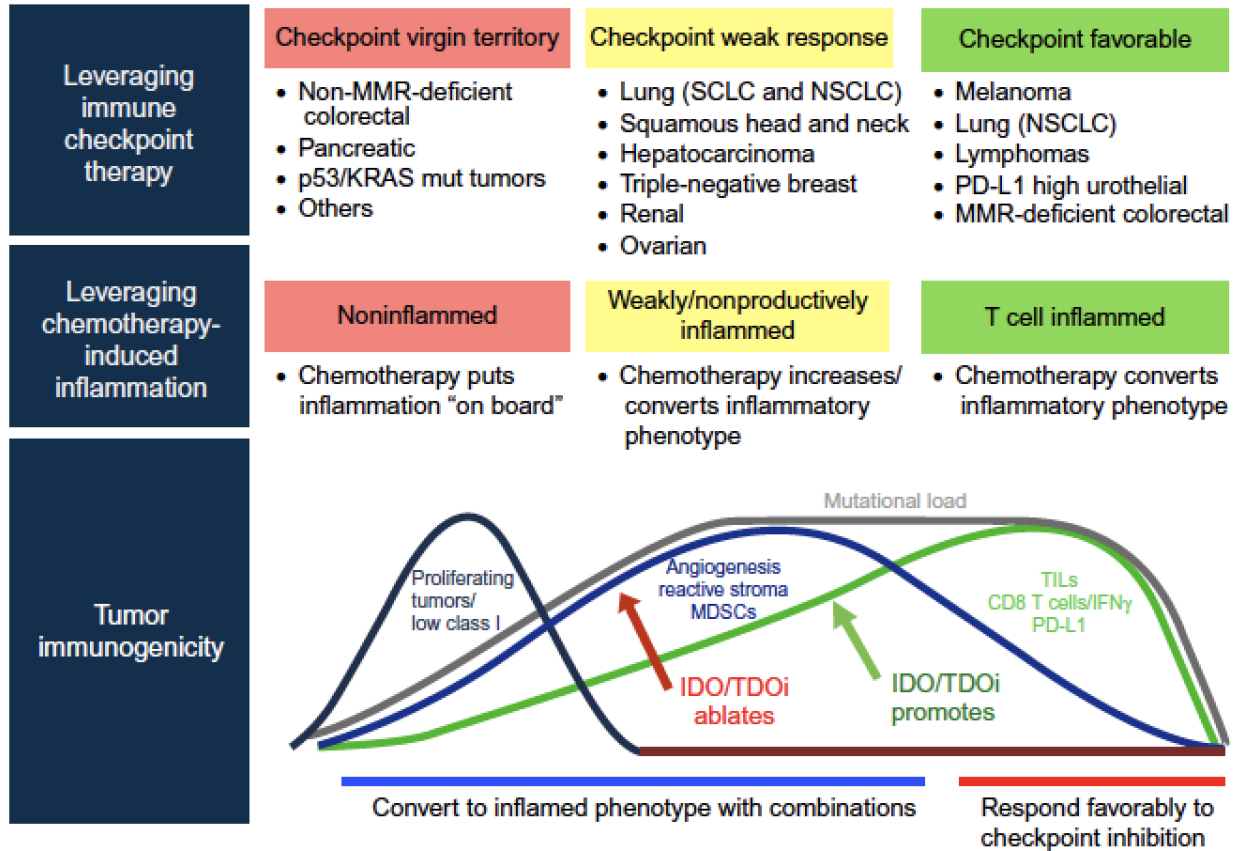 Leveraging
immune
checkpoint
therapy
Checkpoint virgin territory
• Non-MMR-deficient
colorectal
• Pancreatic
• p53/KRAS mut tumors
• Others
Checkpoint weak response
• Lung (SCLC and NSCLC)
• Squamous head and neck
• Hepatocarcinoma
• Triple-negative breast
• Renal
• Ovarian
Checkpoint favorable
• Melanoma
• Lung (NSCLC)
• Lymphomas
• PD-L1 high urothelial
• MMR-deficient colorectal
Leveraging
chemotherapy-
induced
inflammation
Noninflammed
• Chemotherapy puts
inflammation “on board”
Weakly/nonproductively
inflammed
• Chemotherapy increases/
converts inflammatory
phenotype
T cell inflammed
• Chemotherapy converts
inflammatory phenotype
Tumor
immunogenicity
Mutational load
Proliferating
tumors/
low class I
Angiogenesis
reactive stroma
MDSCs
TILs
CD8 T cells/IFNγ
PD-L1
IDO/TDOi
ablates
IDO/TDOi
promotes
Convert to inflamed phenotype with combinations
Respond favorably to
checkpoint inhibition